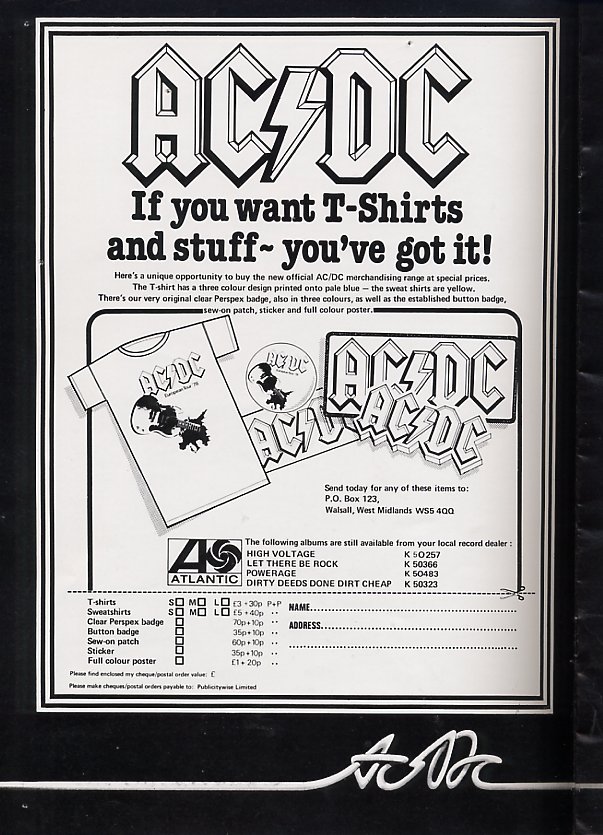 AC/DC
If you want T-Shirts
and stuff~ you've got it!
Here's a unique opportunity to buy the new official AC/DC merchandising range at special prices.
The T-shirt has a three colour design printed onto pale blue — the sweat shirts are yellow.
There's our very original clear Perspex badge, also in three colours, as well as the established button badge,
sew-on patch, sticker and full colour poster.
AC/DC
European Tour '78
AC/DC
AC/DC
AC/DC
AC/DC
Send today for any of these items to:
P.O. Box 123,
Walsall, West Midlands WS5 4QQ
ATLANTIC
The following albums are still available from your local record dealer :
HIGH VOLTAGE K 50257
LET THERE BE ROCK K 50366
POWERAGE K 50483
DIRTY DEEDS DONE DIRT CHEAP K 50323
T-shirts S M L £3 +30p P+P
Sweatshirts S M L £5 +40p ..
Clear Perspex badge 70p+10p ..
Button badge 35p+10p ..
Sew-on patch 60p+10p ..
Sticker 35p+10p ..
Full colour poster £1 + 20p ..
NAME
ADDRESS
Please find enclosed my cheque/postal order value: £
Please make cheques/postal orders payable to: Publicitywise Limited
AC/DC